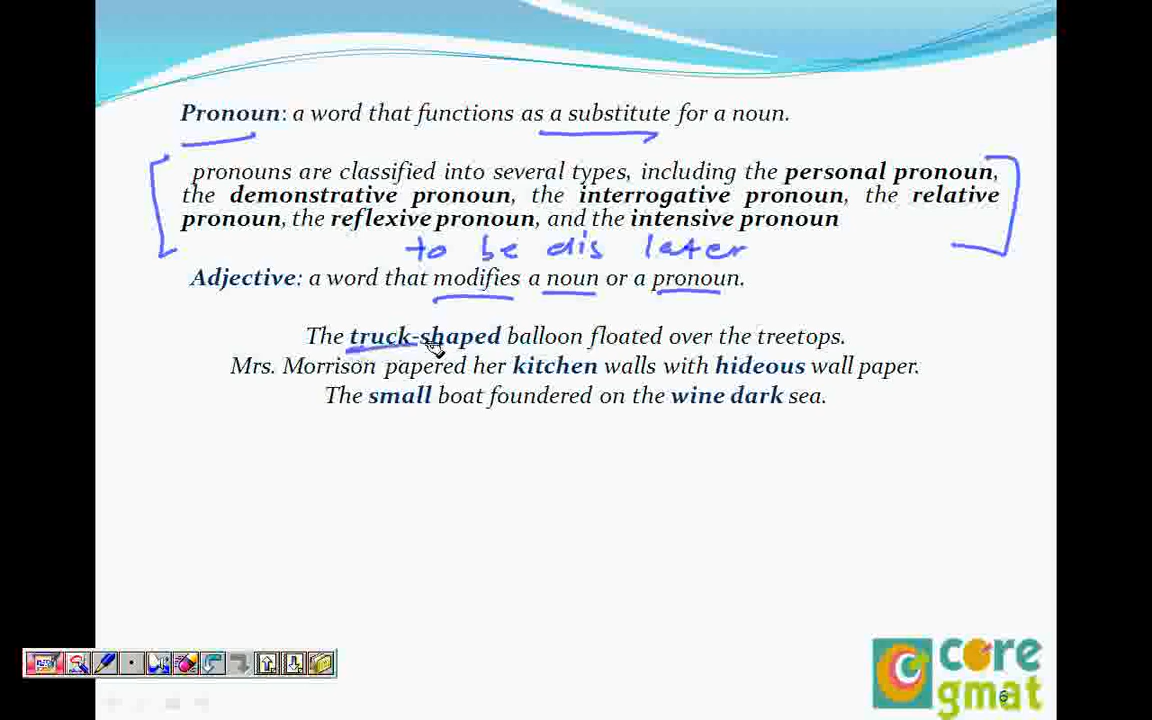 Pronoun: a word that functions as a substitute for a noun.
pronouns are classified into several types, including the personal pronoun,
the demonstrative pronoun, the interrogative pronoun, the relative
pronoun, the reflexive pronoun, and the intensive pronoun
to be dis later
Adjective: a word that modifies a noun or a pronoun.
The truck-shaped balloon floated over the treetops.
Mrs. Morrison papered her kitchen walls with hideous wall paper.
The small boat foundered on the wine dark sea.
core
gmat
6